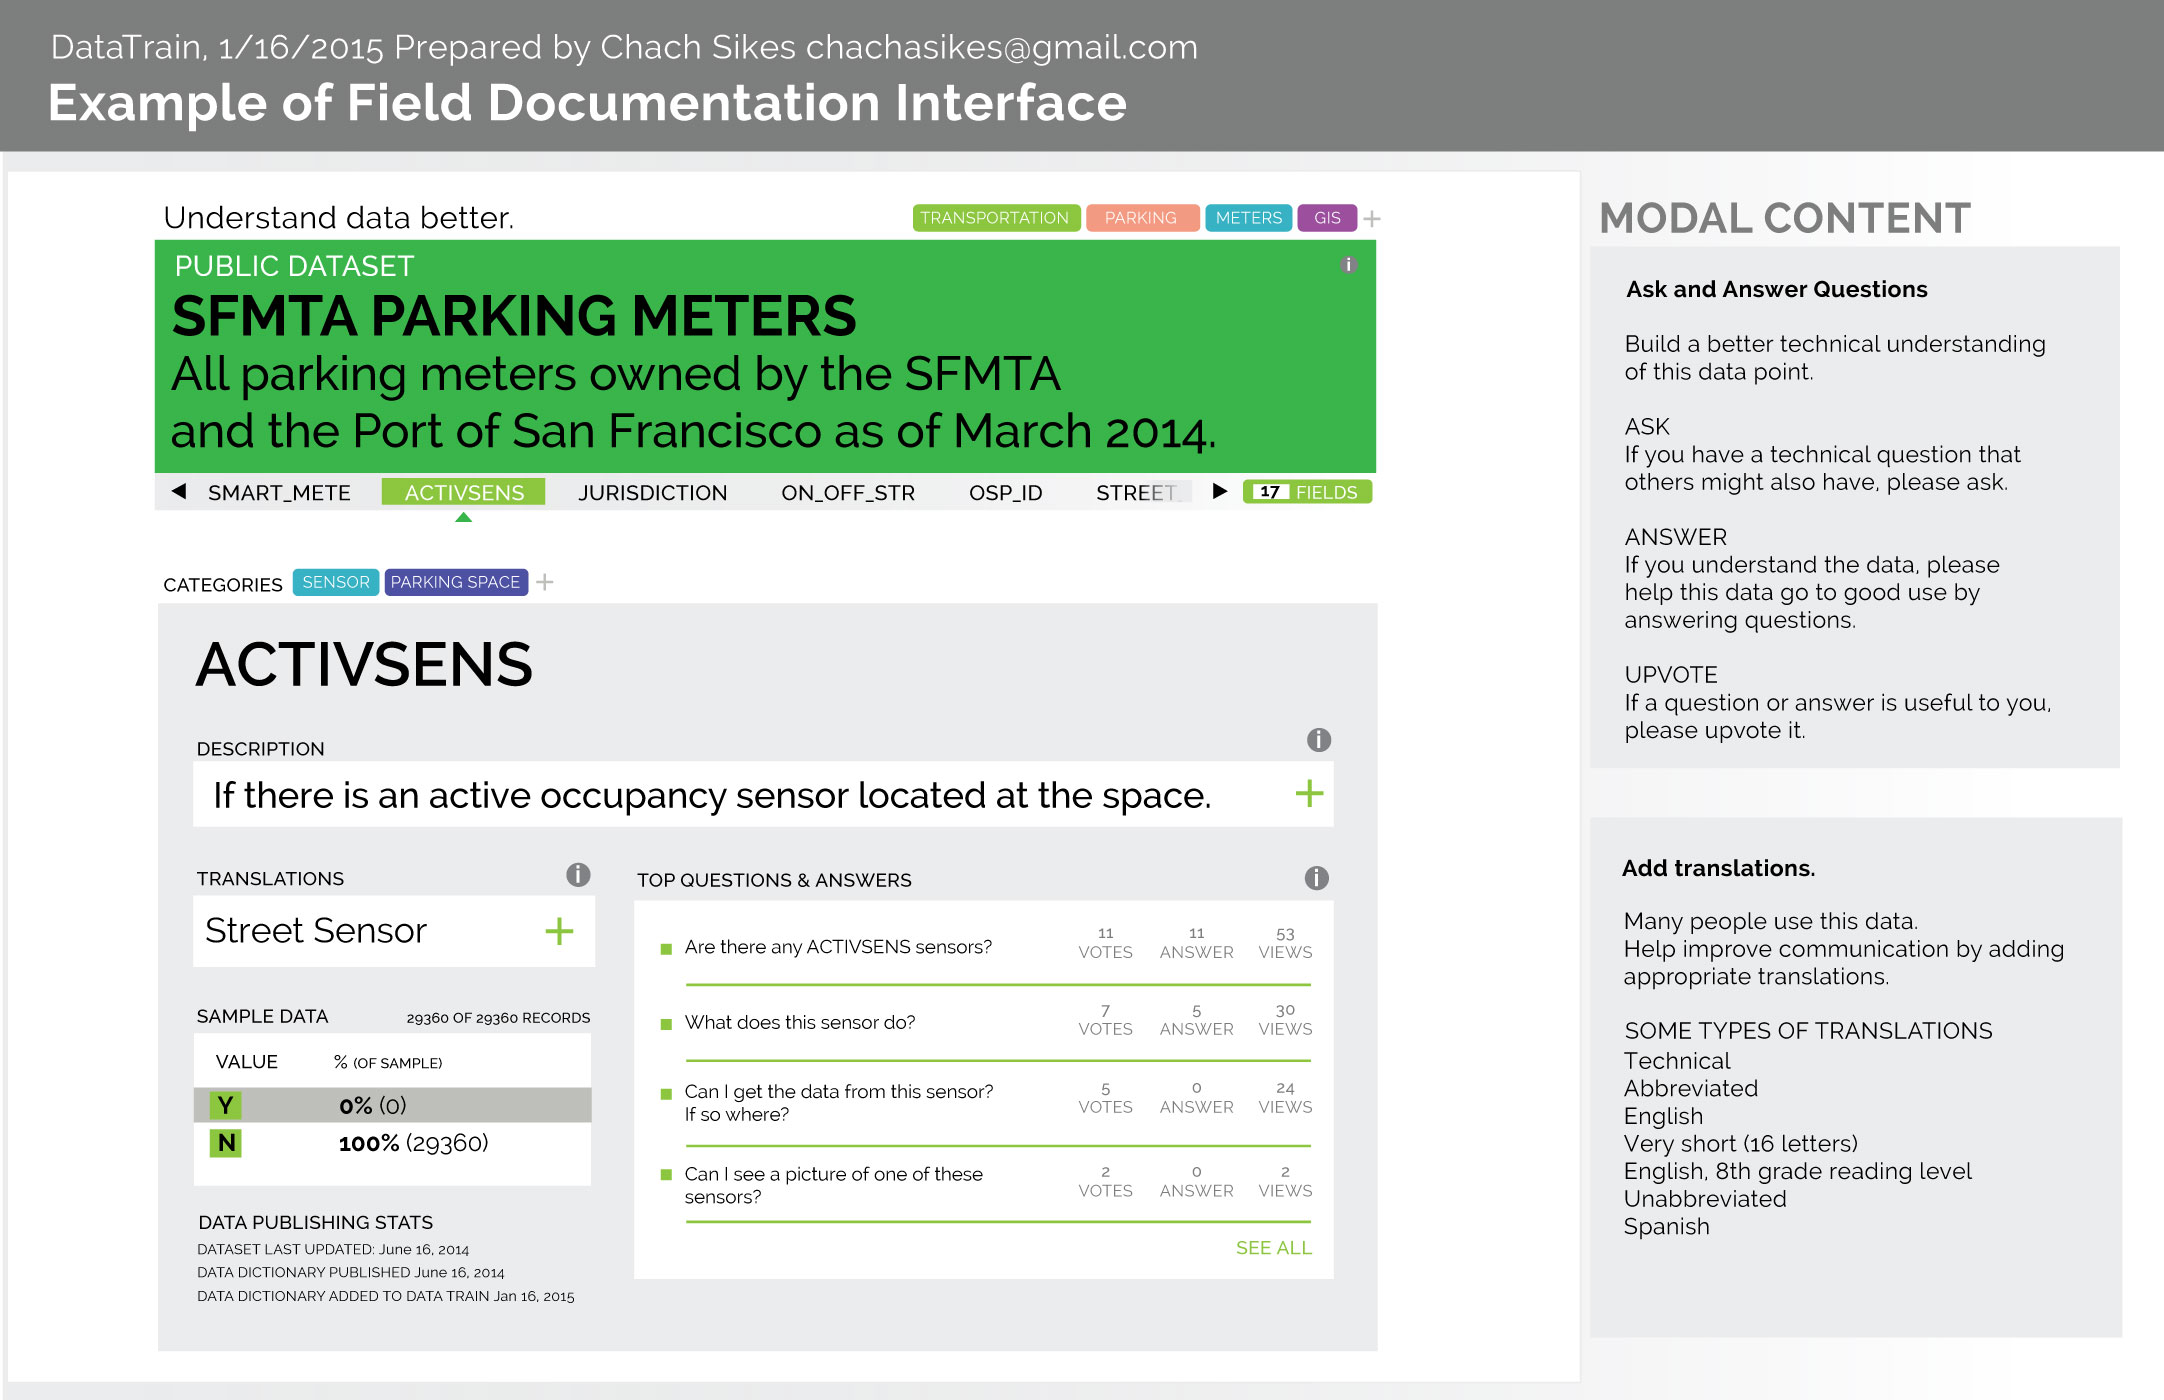 DataTrain, 1/16/2015 Prepared by Chach Sikes chachasikes@gmail.com
Example of Field Documentation Interface
Understand data better.
TRANSPORTATION PARKING METERS GIS +
PUBLIC DATASET i
SFMTA PARKING METERS
All parking meters owned by the SFMTA
and the Port of San Francisco as of March 2014.
SMART_METE ACTIVSENS JURISDICTION ON_OFF_STR OSP_ID STREET_ 17 FIELDS
CATEGORIES SENSOR PARKING SPACE +
ACTIVSENS
DESCRIPTION i
If there is an active occupancy sensor located at the space. +
TRANSLATIONS i
Street Sensor +
SAMPLE DATA 29360 OF 29360 RECORDS
VALUE % (OF SAMPLE)
Y 0% (0)
N 100% (29360)
DATA PUBLISHING STATS
DATASET LAST UPDATED: June 16, 2014
DATA DICTIONARY PUBLISHED June 16, 2014
DATA DICTIONARY ADDED TO DATA TRAIN Jan 16, 2015
TOP QUESTIONS & ANSWERS i
Are there any ACTIVSENS sensors?
11 11 53
VOTES ANSWER VIEWS
What does this sensor do?
7 5 30
VOTES ANSWER VIEWS
Can I get the data from this sensor?
If so where?
5 0 24
VOTES ANSWER VIEWS
Can I see a picture of one of these
sensors?
2 0 2
VOTES ANSWER VIEWS
SEE ALL
MODAL CONTENT
Ask and Answer Questions
Build a better technical understanding
of this data point.
ASK
If you have a technical question that
others might also have, please ask.
ANSWER
If you understand the data, please
help this data go to good use by
answering questions.
UPVOTE
If a question or answer is useful to you,
please upvote it.
Add translations.
Many people use this data.
Help improve communication by adding
appropriate translations.
SOME TYPES OF TRANSLATIONS
Technical
Abbreviated
English
Very short (16 letters)
English, 8th grade reading level
Unabbreviated
Spanish